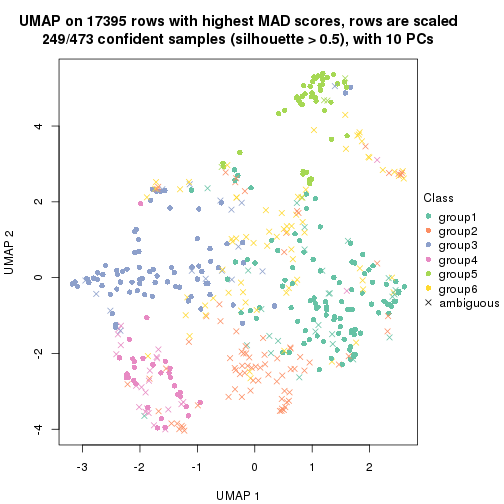 UMAP on 17395 rows with highest MAD scores, rows are scaled
249/473 confident samples (silhouette > 0.5), with 10 PCs
UMAP 2
4
2
0
-2
-4
-3
-2
-1
0
1
2
UMAP 1
Class
group1
group2
group3
group4
group5
group6
ambiguous